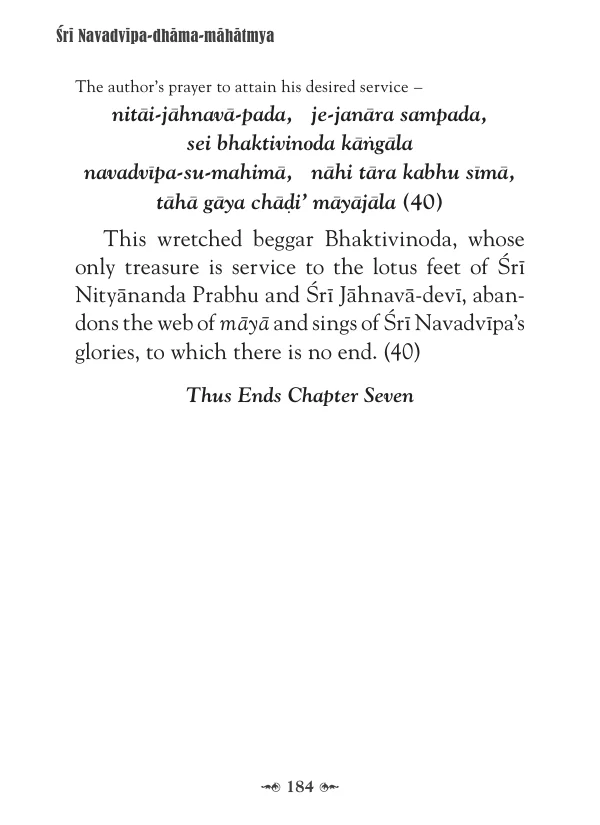 Śrī Navadvīpa-dhāma-māhātmya
The author's prayer to attain his desired service –
nitāi-jāhnavā-pada, je-janāra sampada,
sei bhaktivinoda kāṅgāla
navadvīpa-su-mahimā, nāhi tāra kabhu sīmā,
tāhā gāya chāḍi' māyājāla (40)
This wretched beggar Bhaktivinoda, whose
only treasure is service to the lotus feet of Śrī
Nityānanda Prabhu and Śrī Jāhnavā-devī, aban-
dons the web of māyā and sings of Śrī Navadvīpa's
glories, to which there is no end. (40)
Thus Ends Chapter Seven
184